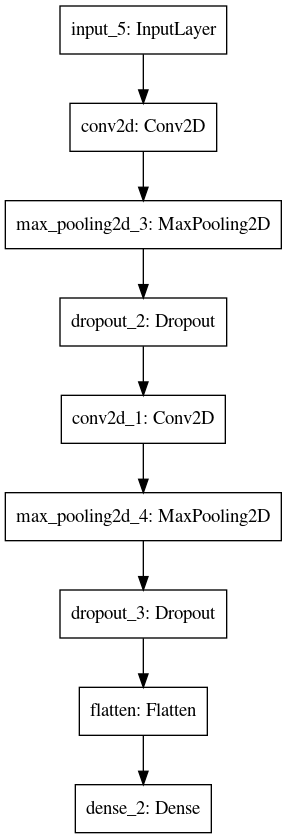 input_5: InputLayer
conv2d: Conv2D
max_pooling2d_3: MaxPooling2D
dropout_2: Dropout
conv2d_1: Conv2D
max_pooling2d_4: MaxPooling2D
dropout_3: Dropout
flatten: Flatten
dense_2: Dense